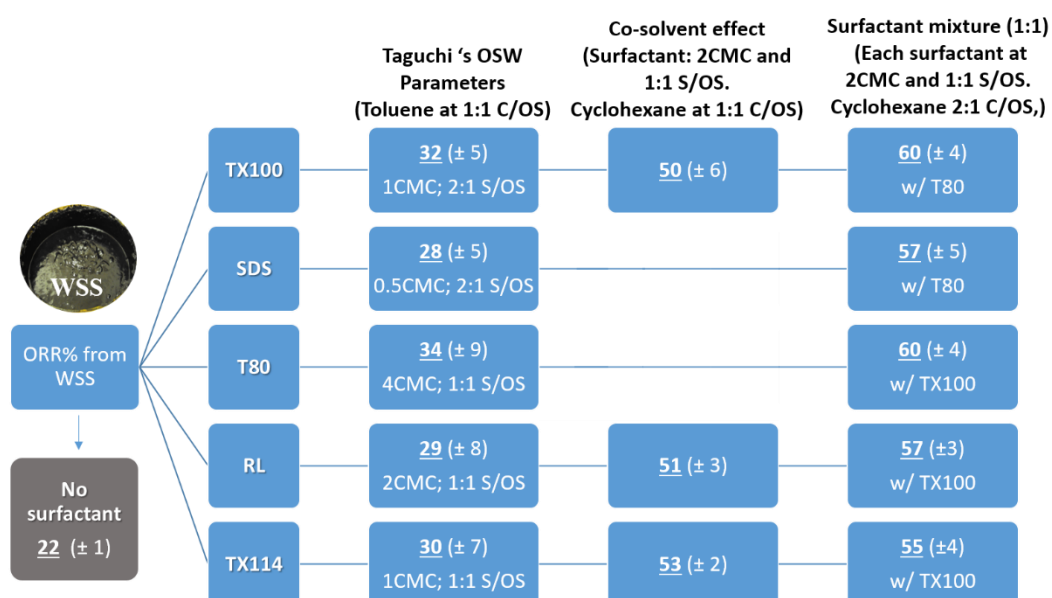 Taguchi ‘s OSW
Parameters
(Toluene at 1:1 C/OS)
Co-solvent effect
(Surfactant: 2CMC and
1:1 S/OS.
Cyclohexane at 1:1 C/OS)
Surfactant mixture (1:1)
(Each surfactant at
2CMC and 1:1 S/OS.
Cyclohexane 2:1 C/OS,)
WSS
ORR% from
WSS
No
surfactant
22 (± 1)
TX100
32 (± 5)
1CMC; 2:1 S/OS
50 (± 6)
60 (± 4)
w/ T80
SDS
28 (± 5)
0.5CMC; 2:1 S/OS
57 (± 5)
w/ T80
T80
34 (± 9)
4CMC; 1:1 S/OS
60 (± 4)
w/ TX100
RL
29 (± 8)
2CMC; 1:1 S/OS
51 (± 3)
57 (±3)
w/ TX100
TX114
30 (± 7)
1CMC; 1:1 S/OS
53 (± 2)
55 (±4)
w/ TX100